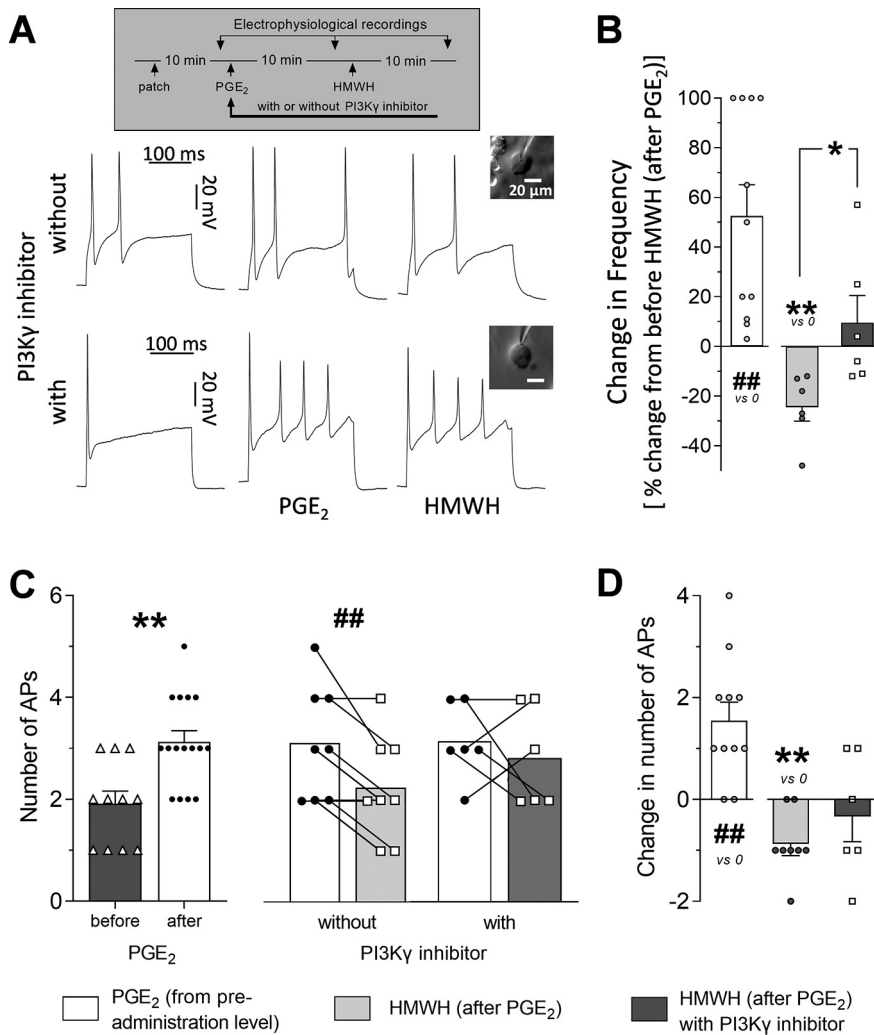 A
Electrophysiological recordings
10 min 10 min 10 min
patch PGE2 HMWH
with or without PI3Kγ inhibitor
PI3Kγ inhibitor
without
100 ms
20 mV
20 µm
with
100 ms
20 mV
PGE2 HMWH
B
Change in Frequency
[ % change from before HMWH (after PGE2)]
100
80
60
40
20
0
-20
-40
*
**
vs 0
##
vs 0
C
Number of APs
6
4
2
0
**
##
before after
PGE2
without with
PI3Kγ inhibitor
D
Change in number of APs
4
2
0
-2
**
vs 0
##
vs 0
PGE2 (from pre-
administration level)
HMWH (after PGE2)
HMWH (after PGE2)
with PI3Kγ inhibitor